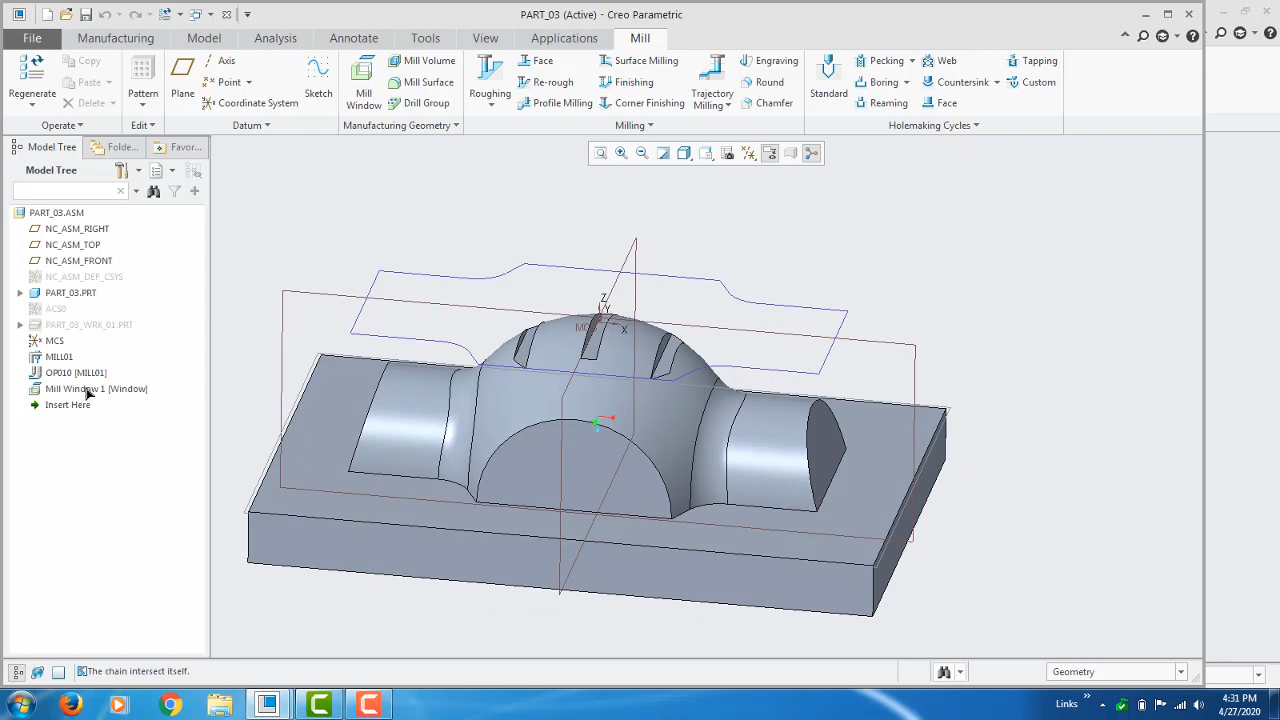 PART_03 (Active) - Creo Parametric
File Manufacturing Model Analysis Annotate Tools View Applications Mill
Regenerate
Copy
Paste
Delete
Operate
Pattern
Edit
Plane
Axis
Point
Coordinate System
Sketch
Datum
Mill Window
Mill Volume
Mill Surface
Drill Group
Manufacturing Geometry
Roughing
Face
Re-rough
Profile Milling
Surface Milling
Finishing
Corner Finishing
Trajectory Milling
Engraving
Round
Chamfer
Milling
Standard
Pecking
Boring
Reaming
Web
Countersink
Face
Tapping
Custom
Holemaking Cycles
Model Tree Folde... Favor...
Model Tree
PART_03.ASM
NC_ASM_RIGHT
NC_ASM_TOP
NC_ASM_FRONT
NC_ASM_DEF_CSYS
PART_03.PRT
ACS0
PART_03_WRK_01.PRT
MCS
MILL01
OP010 [MILL01]
Mill Window 1 [Window]
Insert Here
Z
Y
X
The chain intersect itself.
Geometry
Links
4:31 PM
4/27/2020